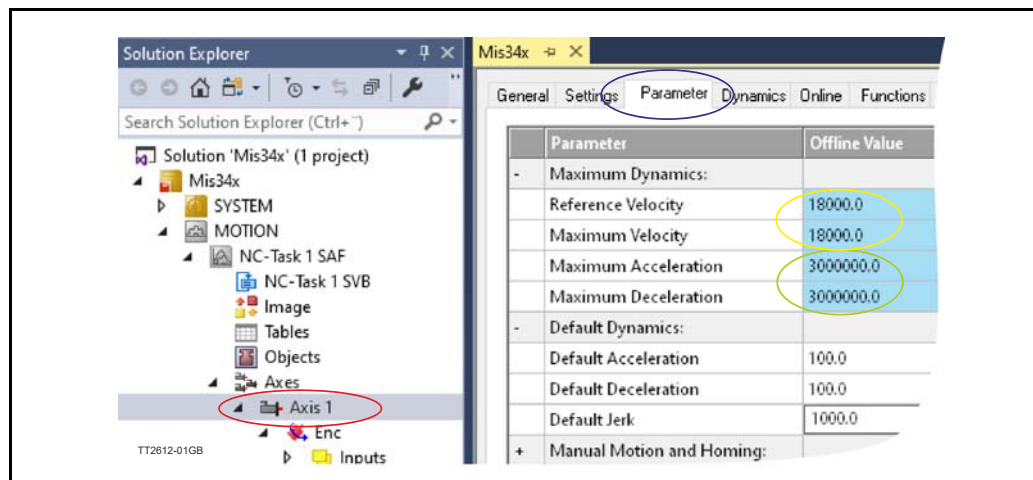 Solution Explorer
Search Solution Explorer (Ctrl+¨)
Solution 'Mis34x' (1 project)
Mis34x
SYSTEM
MOTION
NC-Task 1 SAF
NC-Task 1 SVB
Image
Tables
Objects
Axes
Axis 1
Enc
Inputs
TT2612-01GB
Mis34x
General Settings Parameter Dynamics Online Functions
Parameter Offline Value
- Maximum Dynamics:
Reference Velocity 18000.0
Maximum Velocity 18000.0
Maximum Acceleration 3000000.0
Maximum Deceleration 3000000.0
- Default Dynamics:
Default Acceleration 100.0
Default Deceleration 100.0
Default Jerk 1000.0
+ Manual Motion and Homing: